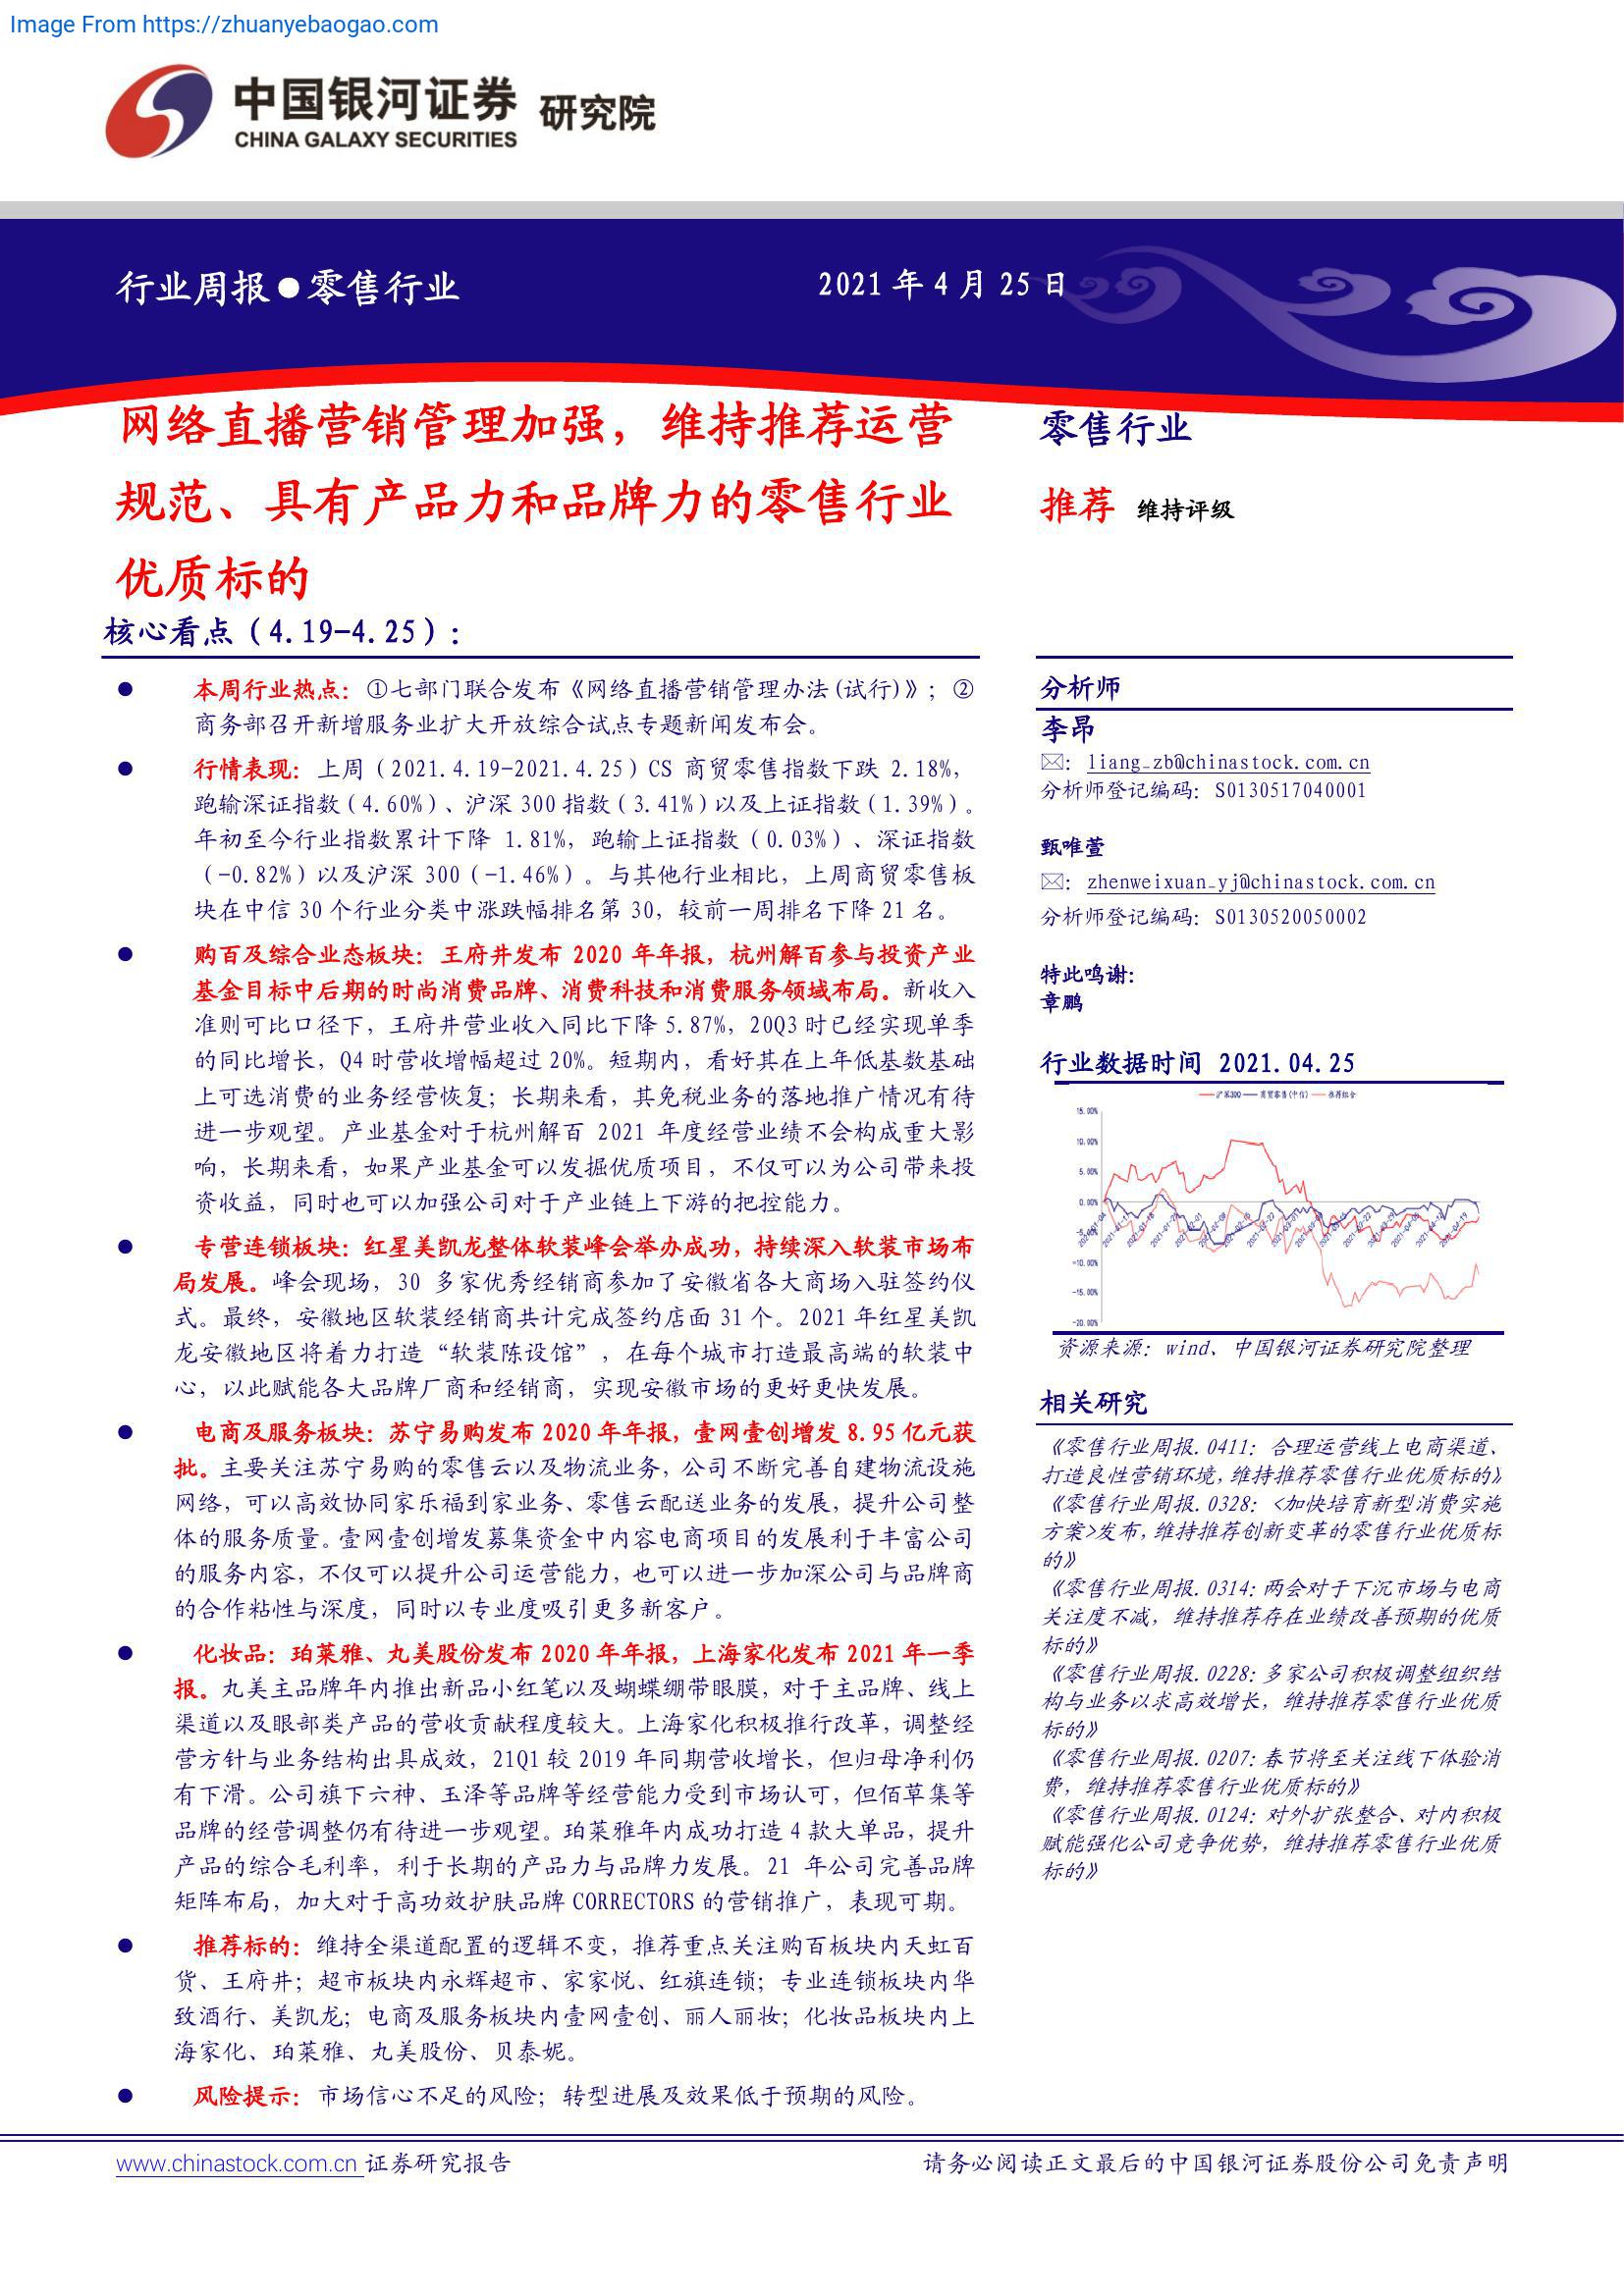 Image From https://zhuanyebaogao.com
中国银河证券 研究院
CHINA GALAXY SECURITIES
行业周报●零售行业
2021 年 4 月 25 日
网络直播营销管理加强，维持推荐运营
规范、具有产品力和品牌力的零售行业
优质标的
核心看点（4.19-4.25）:
● 本周行业热点：①七部门联合发布《网络直播营销管理办法(试行)》；②
商务部召开新增服务业扩大开放综合试点专题新闻发布会。
● 行情表现：上周（2021.4.19-2021.4.25）CS 商贸零售指数下跌 2.18%，
跑输深证指数（4.60%）、沪深 300 指数（3.41%）以及上证指数（1.39%）。
年初至今行业指数累计下降 1.81%，跑输上证指数（0.03%）、深证指数
（-0.82%）以及沪深 300（-1.46%）。与其他行业相比，上周商贸零售板
块在中信 30 个行业分类中涨跌幅排名第 30，较前一周排名下降 21 名。
● 购百及综合业态板块：王府井发布 2020 年年报，杭州解百参与投资产业
基金目标中后期的时尚消费品牌、消费科技和消费服务领域布局。新收入
准则可比口径下，王府井营业收入同比下降 5.87%，20Q3 时已经实现单季
的同比增长，Q4 时营收增幅超过 20%。短期内，看好其在上年低基数基础
上可选消费的业务经营恢复；长期来看，其免税业务的落地推广情况有待
进一步观望。产业基金对于杭州解百 2021 年度经营业绩不会构成重大影
响，长期来看，如果产业基金可以发掘优质项目，不仅可以为公司带来投
资收益，同时也可以加强公司对于产业链上下游的把控能力。
● 专营连锁板块：红星美凯龙整体软装峰会举办成功，持续深入软装市场布
局发展。峰会现场，30 多家优秀经销商参加了安徽省各大商场入驻签约仪
式。最终，安徽地区软装经销商共计完成签约店面 31 个。2021 年红星美凯
龙安徽地区将着力打造“软装陈设馆”，在每个城市打造最高端的软装中
心，以此赋能各大品牌厂商和经销商，实现安徽市场的更好更快发展。
● 电商及服务板块：苏宁易购发布 2020 年年报，壹网壹创增发 8.95 亿元获
批。主要关注苏宁易购的零售云以及物流业务，公司不断完善自建物流设施
网络，可以高效协同家乐福到家业务、零售云配送业务的发展，提升公司整
体的服务质量。壹网壹创增发募集资金中内容电商项目的发展利于丰富公司
的服务内容，不仅可以提升公司运营能力，也可以进一步加深公司与品牌商
的合作粘性与深度，同时以专业度吸引更多新客户。
● 化妆品：珀莱雅、丸美股份发布 2020 年年报，上海家化发布 2021 年一季
报。丸美主品牌年内推出新品小红笔以及蝴蝶绷带眼膜，对于主品牌、线上
渠道以及眼部类产品的营收贡献程度较大。上海家化积极推行改革，调整经
营方针与业务结构出具成效，21Q1 较 2019 年同期营收增长，但归母净利仍
有下滑。公司旗下六神、玉泽等品牌等经营能力受到市场认可，但佰草集等
品牌的经营调整仍有待进一步观望。珀莱雅年内成功打造 4 款大单品，提升
产品的综合毛利率，利于长期的产品力与品牌力发展。21 年公司完善品牌
矩阵布局，加大对于高功效护肤品牌 CORRECTORS 的营销推广，表现可期。
● 推荐标的：维持全渠道配置的逻辑不变，推荐重点关注购百板块内天虹百
货、王府井；超市板块内永辉超市、家家悦、红旗连锁；专业连锁板块内华
致酒行、美凯龙；电商及服务板块内壹网壹创、丽人丽妆；化妆品板块内上
海家化、珀莱雅、丸美股份、贝泰妮。
● 风险提示：市场信心不足的风险；转型进展及效果低于预期的风险。
零售行业
推荐 维持评级
分析师
李昂
✉：liang_zb@chinastock.com.cn
分析师登记编码：S0130517040001
甄唯萱
✉：zhenweixuan_yj@chinastock.com.cn
分析师登记编码：S0130520050002
特此鸣谢：
章鹏
行业数据时间 2021.04.25
沪深300 商贸零售(中信) 推荐组合
15.00%
10.00%
5.00%
0.00%
-10.00%
-15.00%
-20.00%
资源来源：wind、中国银河证券研究院整理
相关研究
《零售行业周报.0411：合理运营线上电商渠道、
打造良性营销环境，维持推荐零售行业优质标的》
《零售行业周报.0328：<加快培育新型消费实施
方案>发布，维持推荐创新变革的零售行业优质标
的》
《零售行业周报.0314：两会对于下沉市场与电商
关注度不减，维持推荐存在业绩改善预期的优质
标的》
《零售行业周报.0228：多家公司积极调整组织结
构与业务以求高效增长，维持推荐零售行业优质
标的》
《零售行业周报.0207：春节将至关注线下体验消
费，维持推荐零售行业优质标的》
《零售行业周报.0124：对外扩张整合、对内积极
赋能强化公司竞争优势，维持推荐零售行业优质
标的》
www.chinastock.com.cn 证券研究报告
请务必阅读正文最后的中国银河证券股份公司免责声明